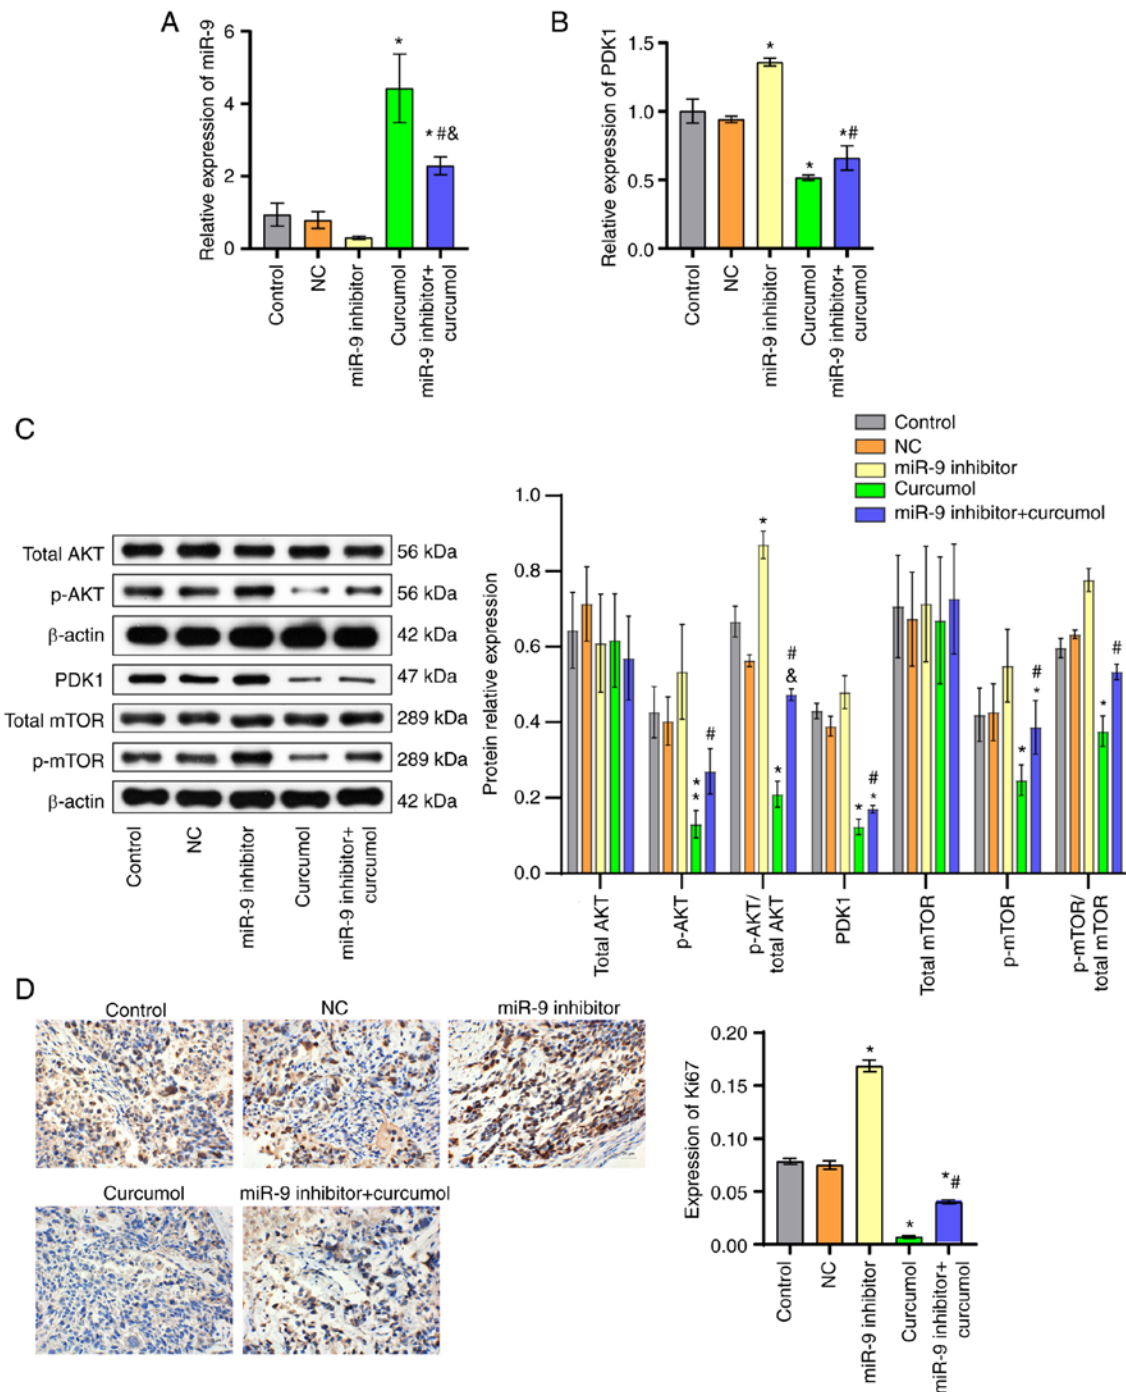 A
Relative expression of miR-9
6
4
2
0
*
* #&
Control
NC
miR-9 inhibitor
Curcumol
miR-9 inhibitor+
curcumol
B
Relative expression of PDK1
1.5
1.0
0.5
0.0
*
*
*#
Control
NC
miR-9 inhibitor
Curcumol
miR-9 inhibitor+
curcumol
C
Total AKT 56 kDa
p-AKT 56 kDa
β-actin 42 kDa
PDK1 47 kDa
Total mTOR 289 kDa
p-mTOR 289 kDa
β-actin 42 kDa
Control
NC
miR-9 inhibitor
Curcumol
miR-9 inhibitor+
curcumol
Control
NC
miR-9 inhibitor
Curcumol
miR-9 inhibitor+curcumol
Protein relative expression
1.0
0.8
0.6
0.4
0.2
0.0
*
*
#
*
*
#
&
*
#
*
*
#
*
*
#
Total AKT
p-AKT
p-AKT/
total AKT
PDK1
Total mTOR
p-mTOR
p-mTOR/
total mTOR
D
Control
NC
miR-9 inhibitor
Curcumol
miR-9 inhibitor+curcumol
Expression of Ki67
0.20
0.15
0.10
0.05
0.00
*
*
*#
Control
NC
miR-9 inhibitor
Curcumol
miR-9 inhibitor+
curcumol